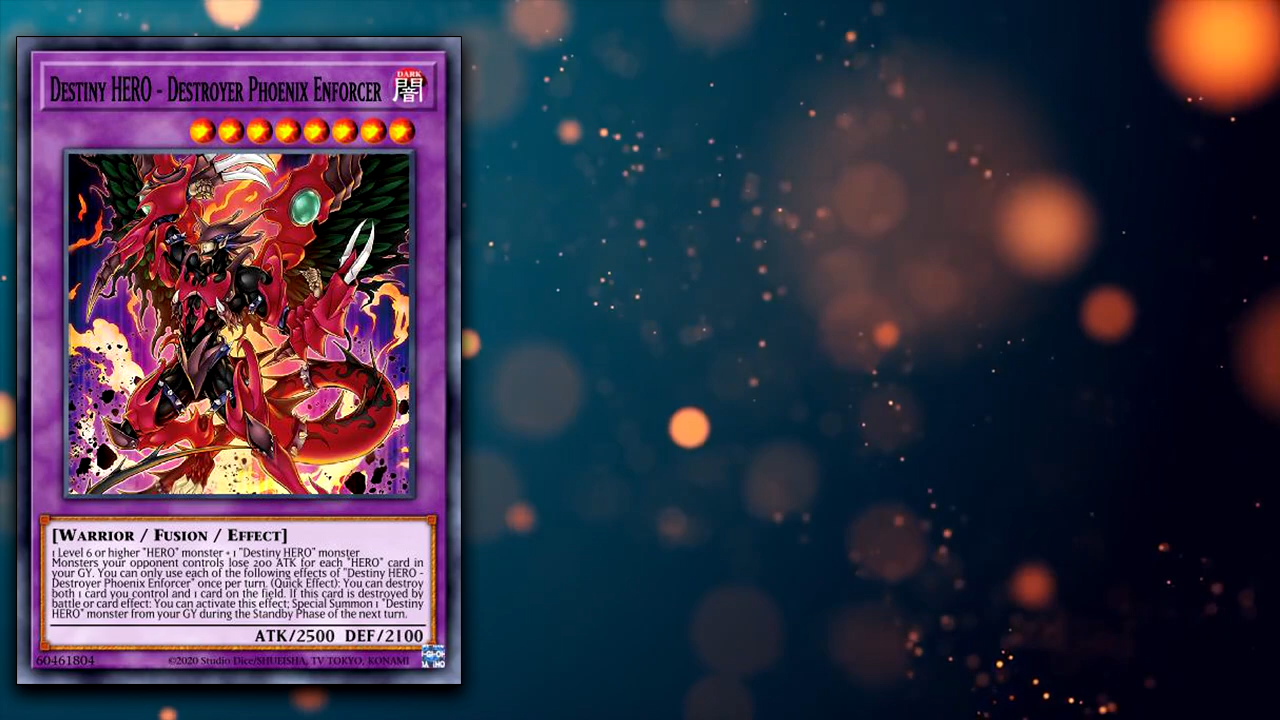 DESTINY HERO - DESTROYER PHOENIX ENFORCER
DARK
闇
[WARRIOR / FUSION / EFFECT]
1 Level 6 or higher "HERO" monster + 1 "Destiny HERO" monster
Monsters your opponent controls lose 200 ATK for each "HERO" card in
your GY. You can only use each of the following effects of "Destiny HERO -
Destroyer Phoenix Enforcer" once per turn. (Quick Effect): You can destroy
both 1 card you control and 1 card on the field. If this card is destroyed by
battle or card effect: You can activate this effect; Special Summon 1 "Destiny
HERO" monster from your GY during the Standby Phase of the next turn.
ATK/2500 DEF/2100
60461804
©2020 Studio Dice/SHUEISHA, TV TOKYO, KONAMI